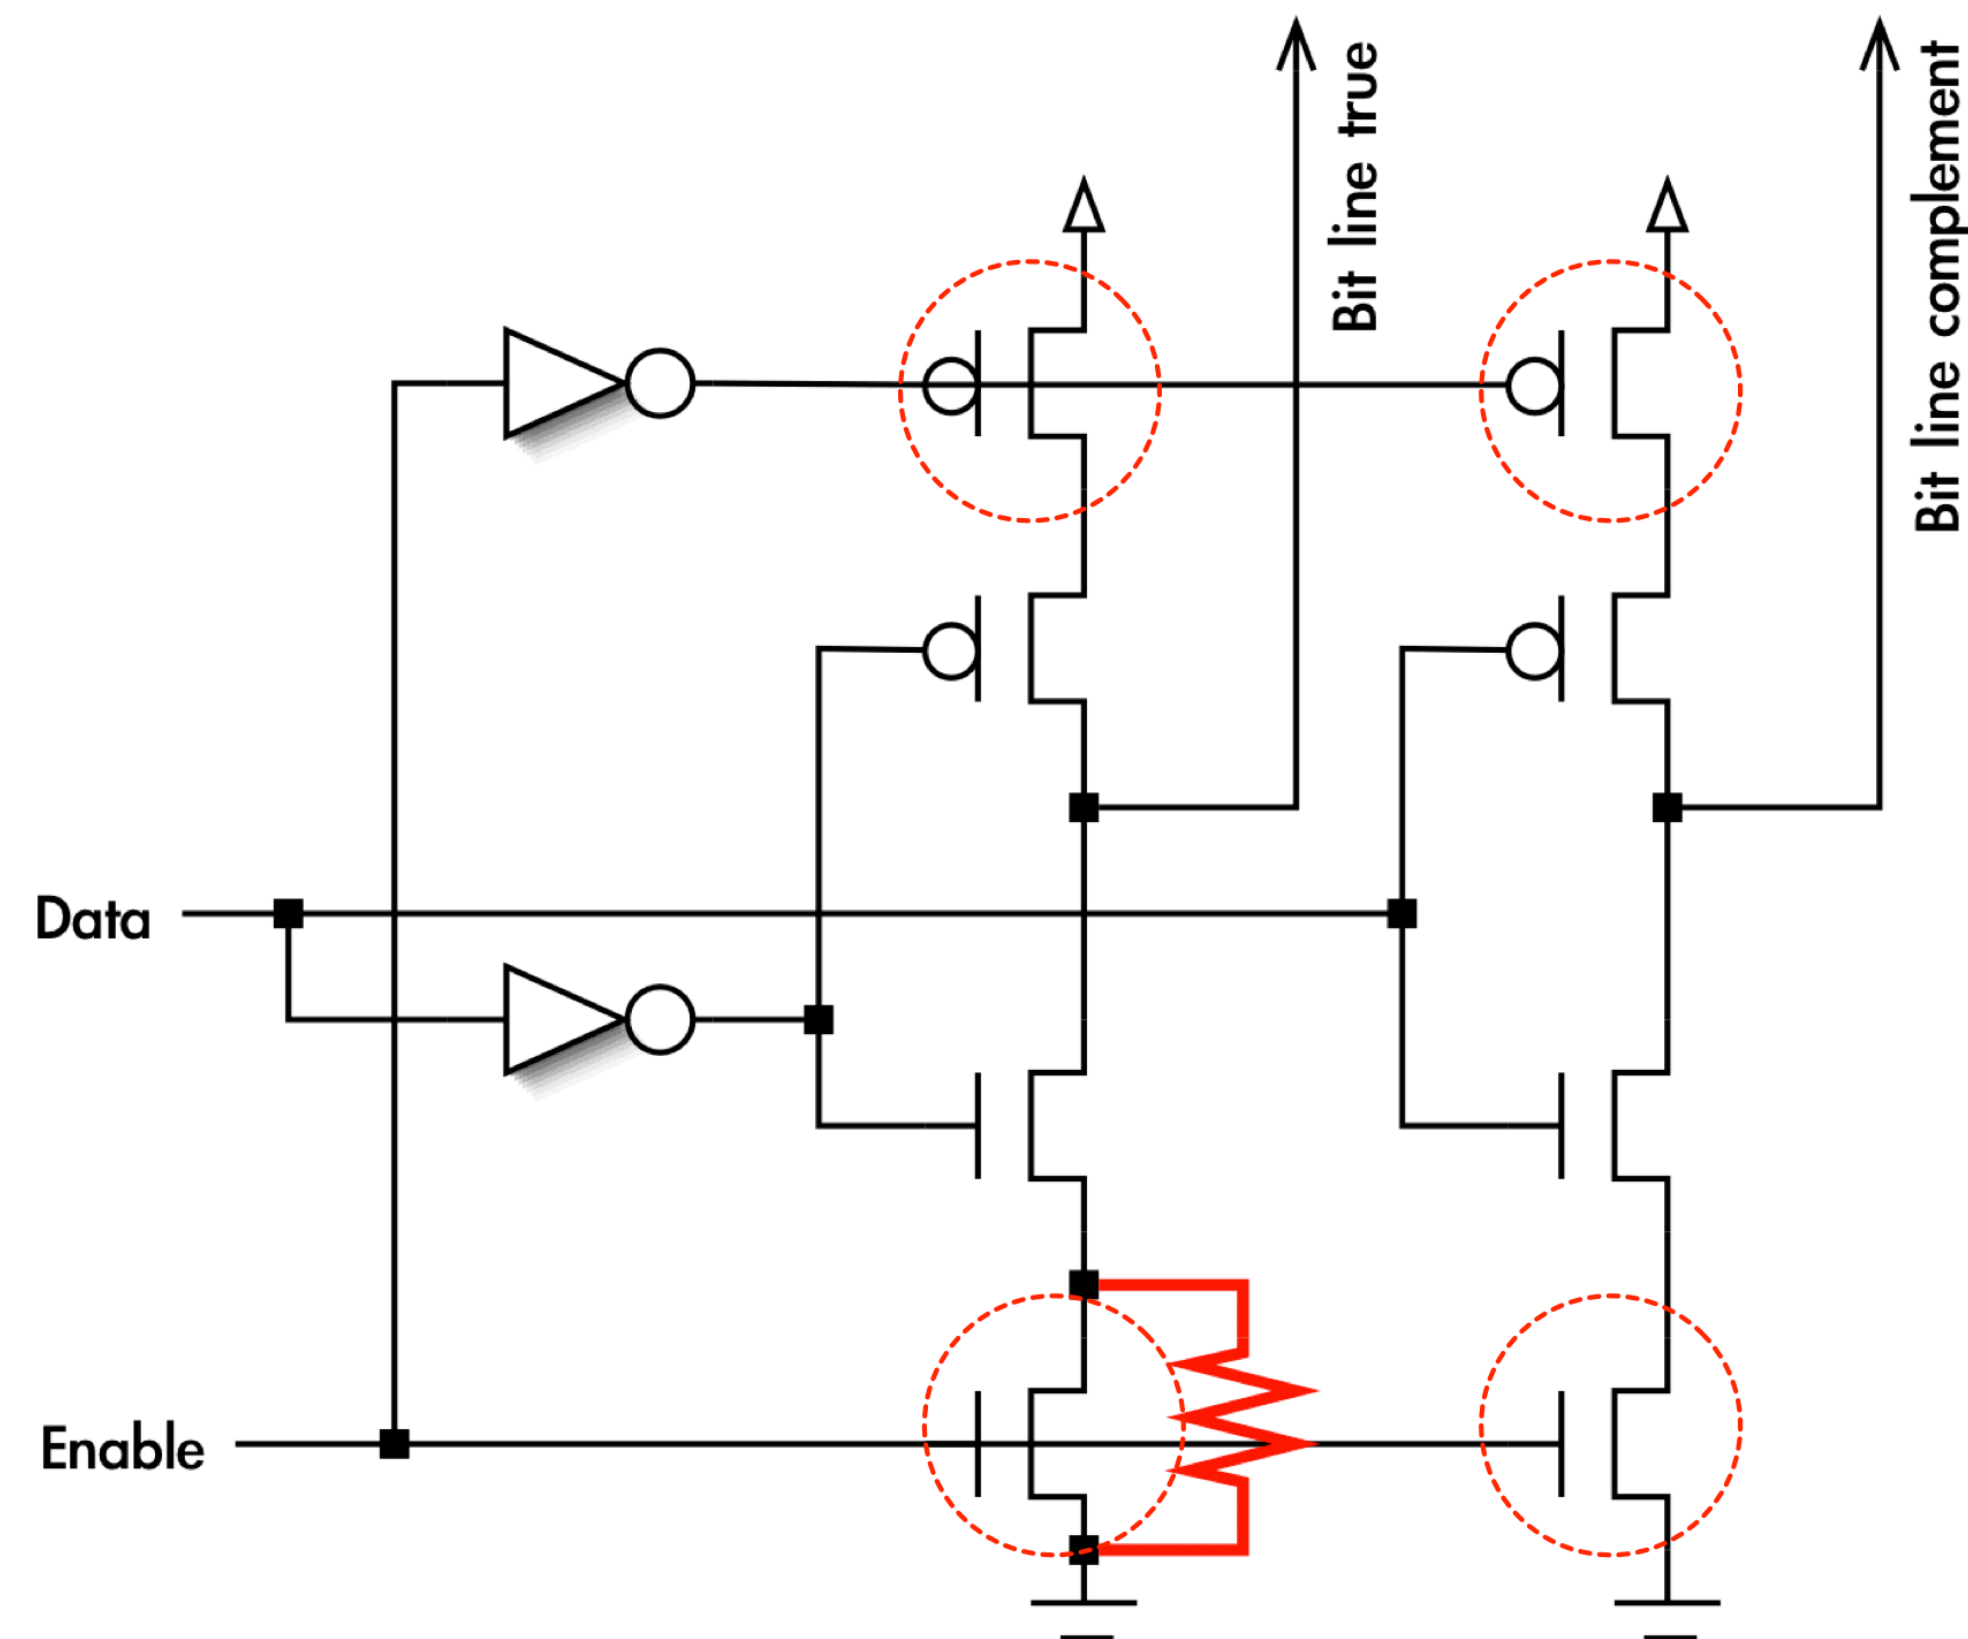 Bit line true
Bit line complement
Data
Enable